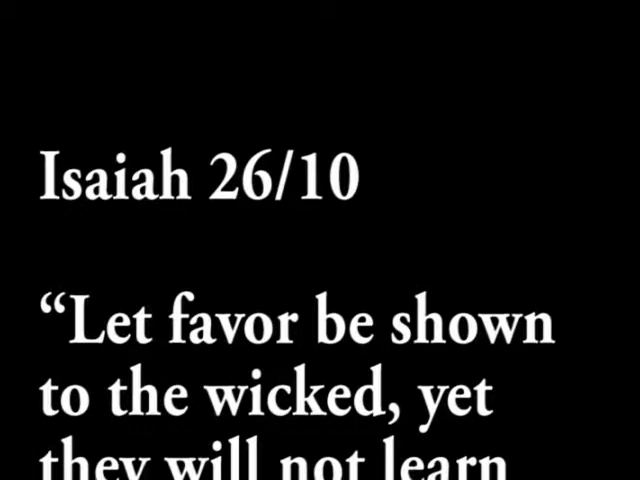 Isaiah 26/10
“Let favor be shown
to the wicked, yet
they will not learn